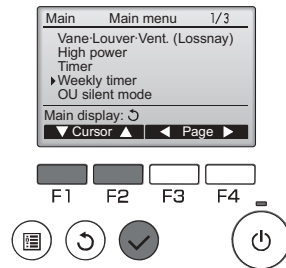 Main Main menu 1/3
Vane·Louver·Vent. (Lossnay)
High power
Timer
Weekly timer
OU silent mode
Main display:
Cursor Page
F1 F2 F3 F4